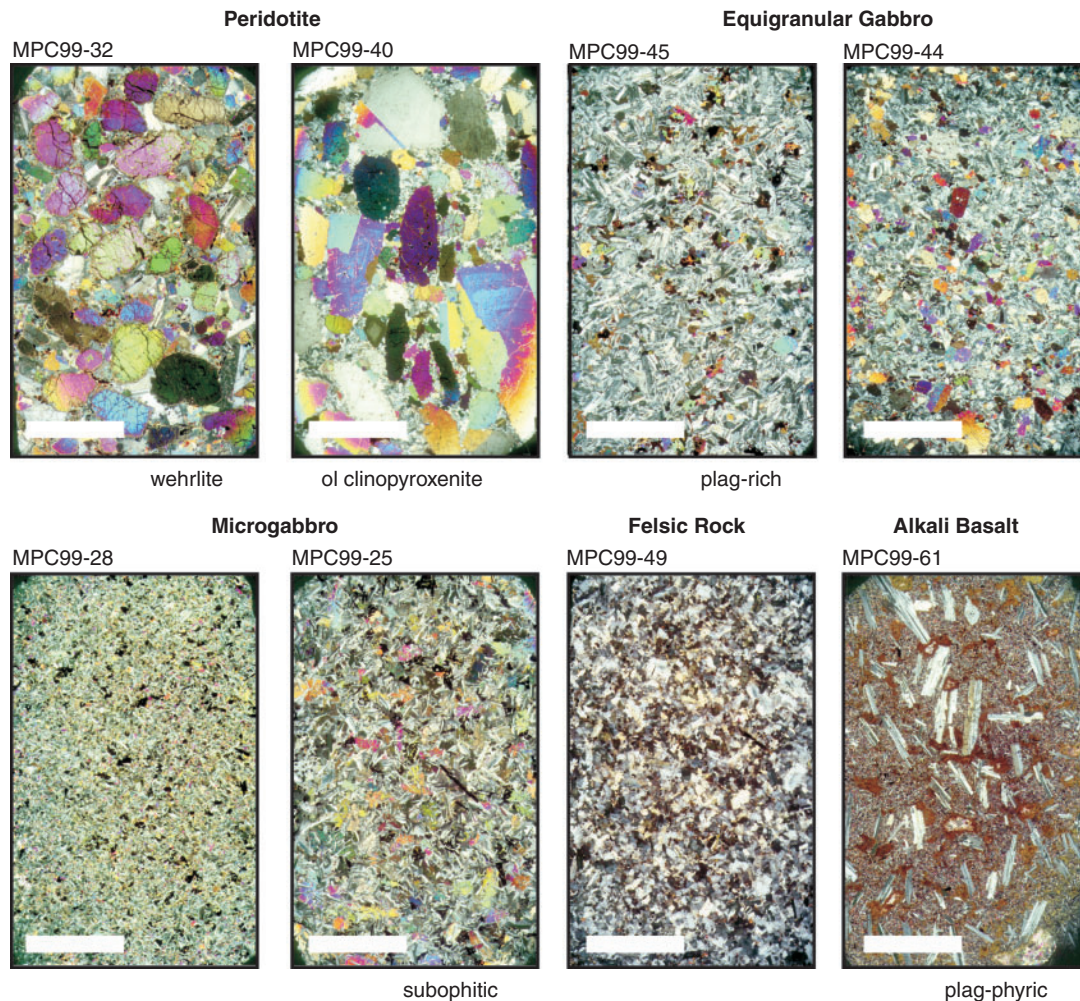 Peridotite
Equigranular Gabbro
MPC99-32
MPC99-40
MPC99-45
MPC99-44
wehrlite
ol clinopyroxenite
plag-rich
Microgabbro
Felsic Rock
Alkali Basalt
MPC99-28
MPC99-25
MPC99-49
MPC99-61
subophitic
plag-phyric